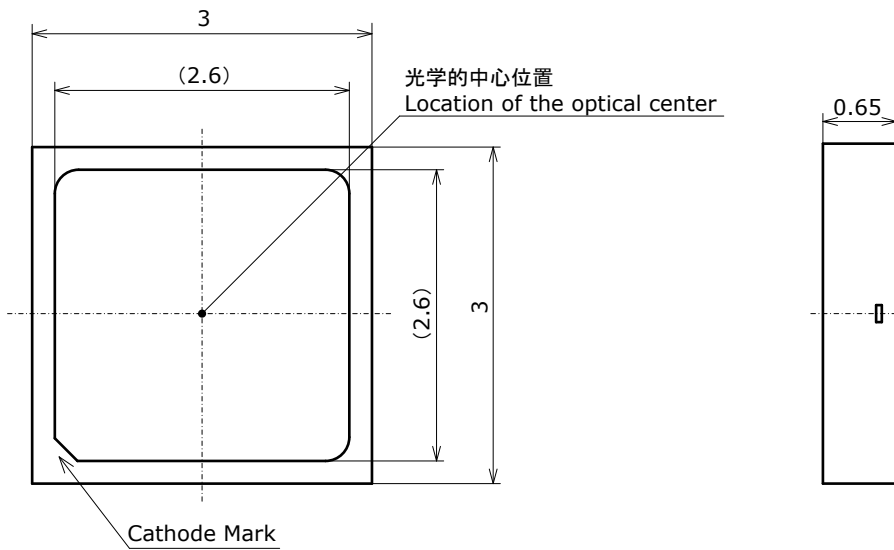 3
(2.6)
光学的中心位置
Location of the optical center
0.65
(2.6)
3
Cathode Mark